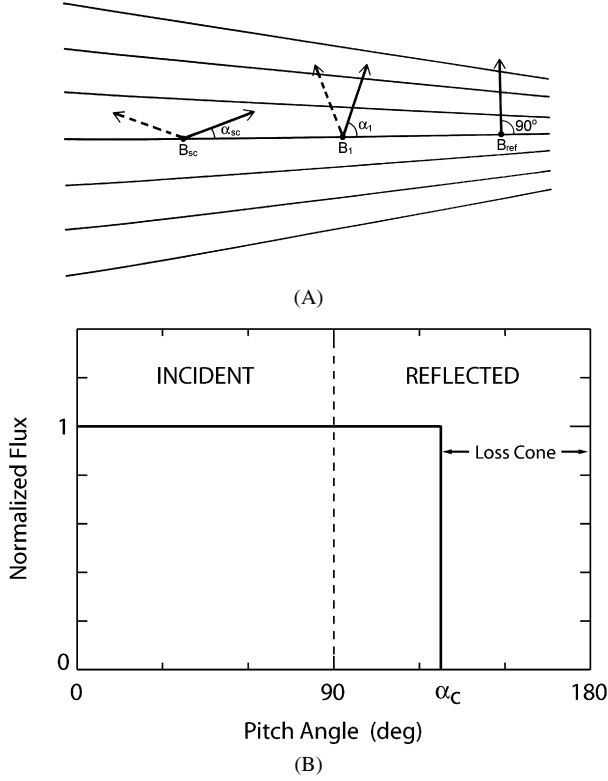 α_sc
α_1
90°
B_sc
B_1
B_ref
(A)
INCIDENT
REFLECTED
1
Loss Cone
Normalized Flux
0
0
90
α_C
180
Pitch Angle (deg)
(B)